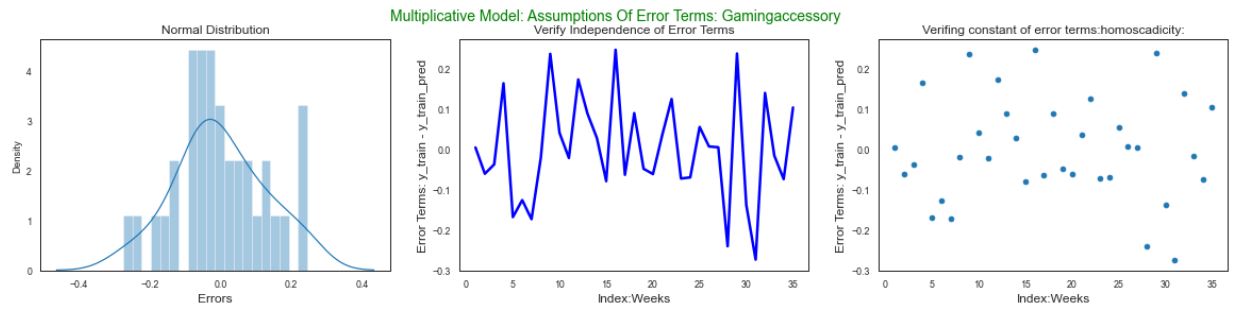 Multiplicative Model: Assumptions Of Error Terms: Gamingaccessory
Normal Distribution
Density
4
3
2
1
0
−0.4 −0.2 0.0 0.2 0.4
Errors
Verify Independence of Error Terms
Error Terms: y_train - y_train_pred
0.2
0.1
0.0
−0.1
−0.2
−0.3
0 5 10 15 20 25 30 35
Index:Weeks
Verifing constant of error terms:homoscadicity:
Error Terms: y_train - y_train_pred
0.2
0.1
0.0
−0.1
−0.2
−0.3
0 5 10 15 20 25 30 35
Index:Weeks